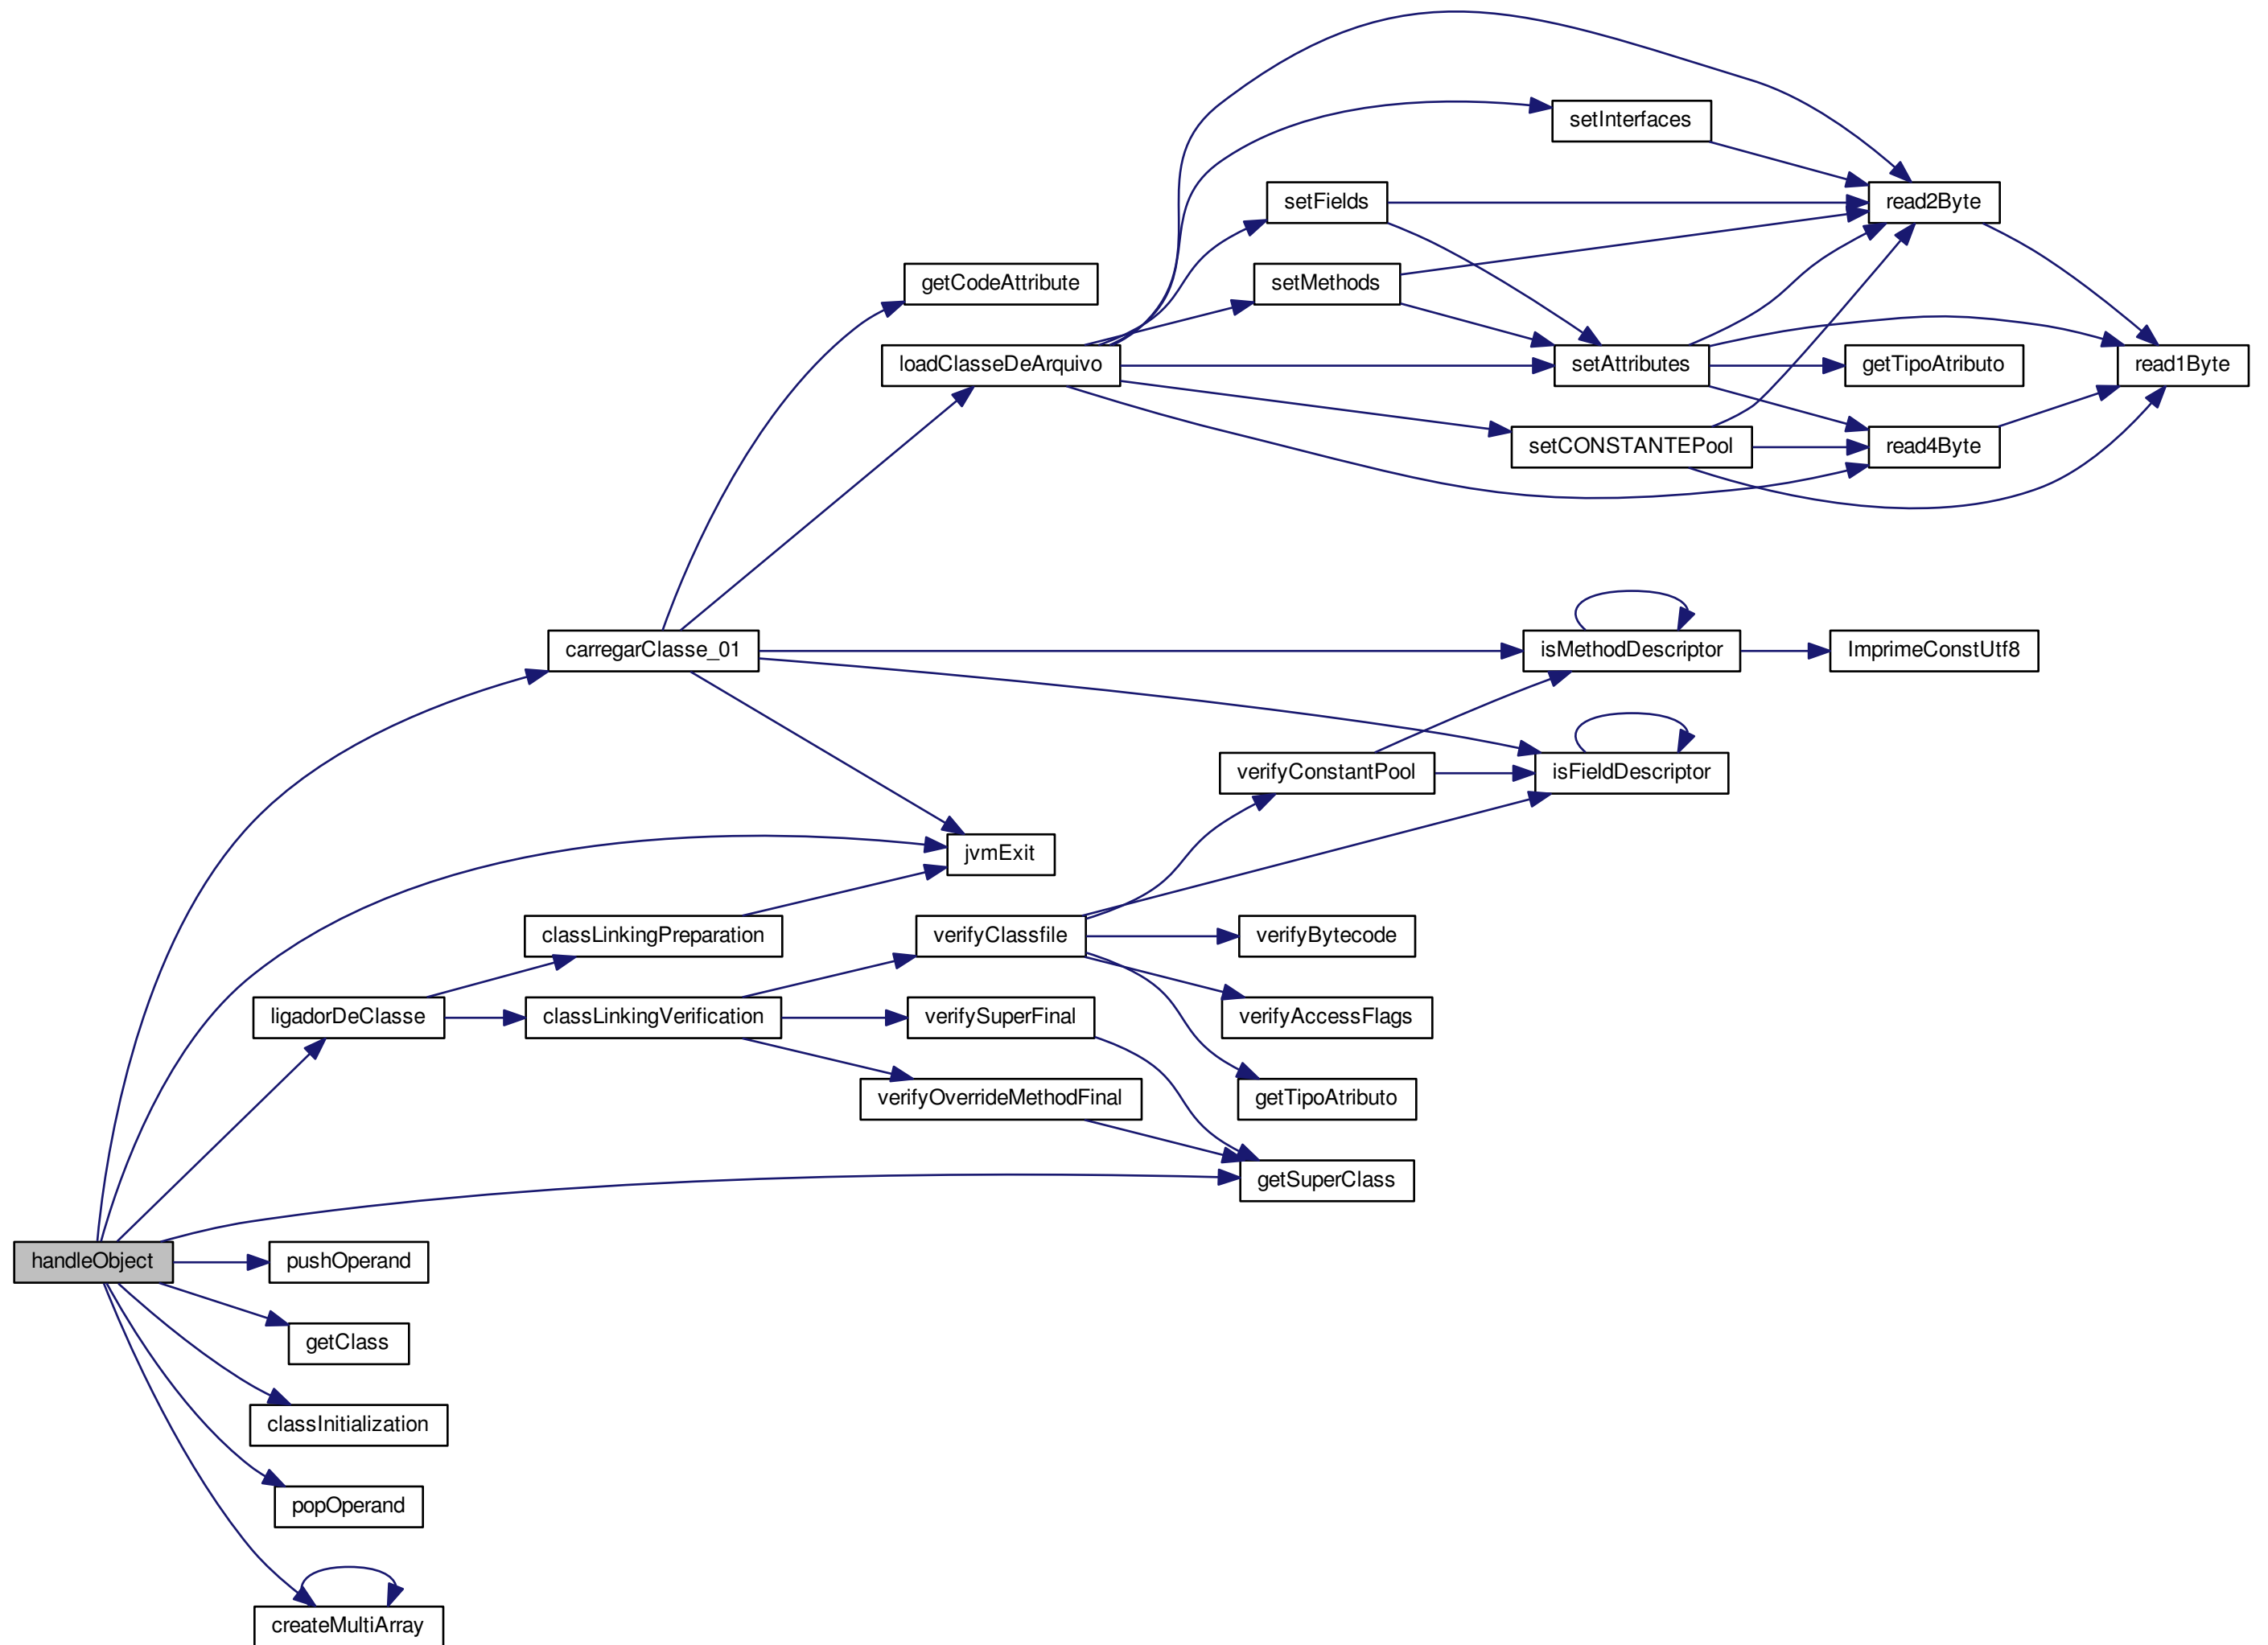 setInterfaces
setFields
read2Byte
getCodeAttribute
setMethods
loadClasseDeArquivo
setAttributes
getTipoAtributo
read1Byte
setCONSTANTEPool
read4Byte
carregarClasse_01
isMethodDescriptor
ImprimeConstUtf8
verifyConstantPool
isFieldDescriptor
jvmExit
classLinkingPreparation
verifyClassfile
verifyBytecode
ligadorDeClasse
classLinkingVerification
verifySuperFinal
verifyAccessFlags
verifyOverrideMethodFinal
getTipoAtributo
getSuperClass
handleObject
pushOperand
getClass
classInitialization
popOperand
createMultiArray